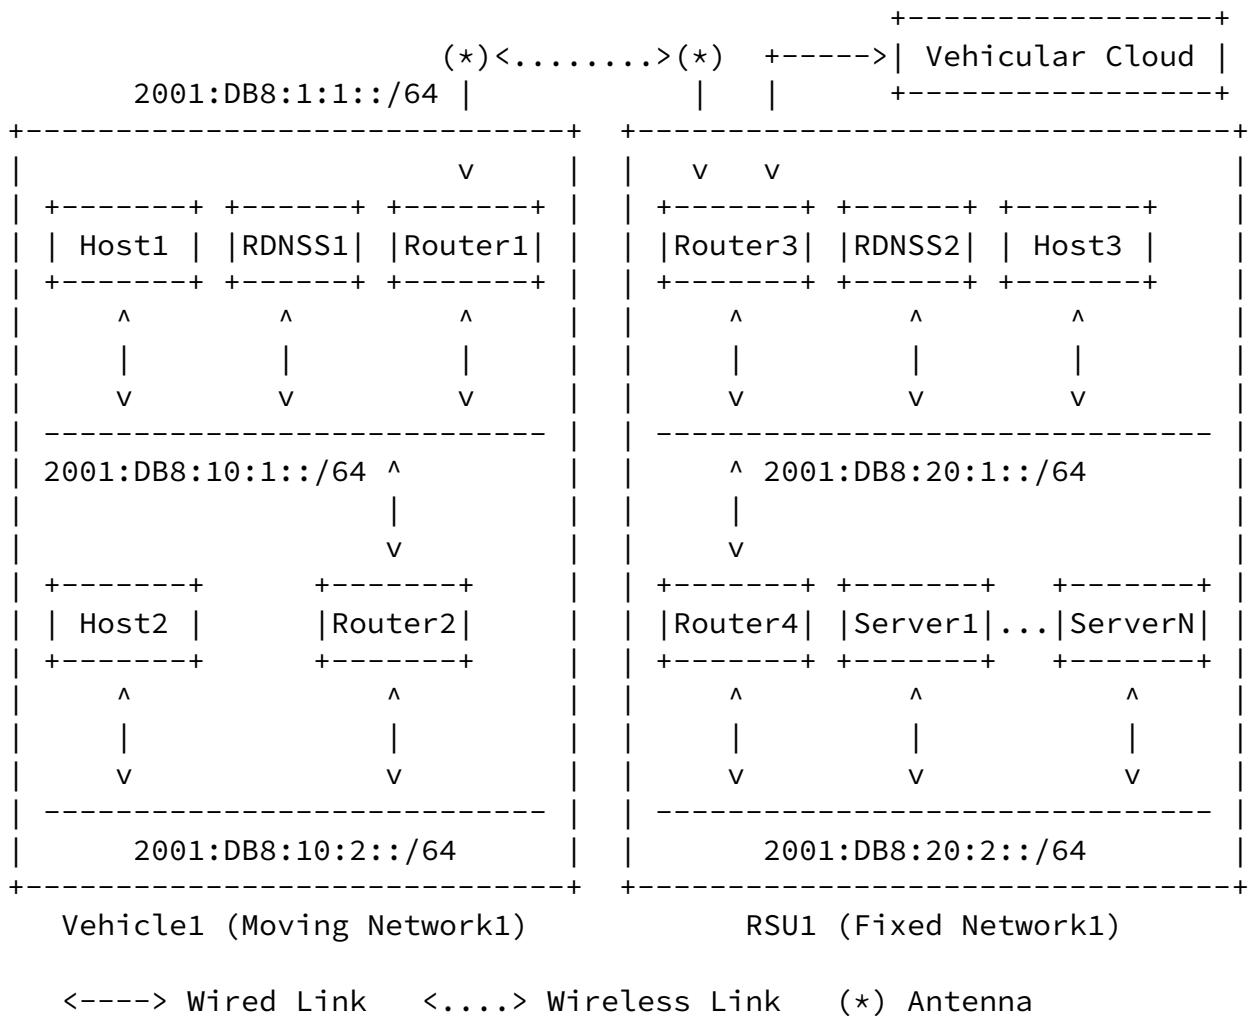 +-----------------+
                        (*)<........>(*)  +----->| Vehicular Cloud |
       2001:DB8:1:1::/64 |            |   |      +-----------------+
+------------------------------+  +---------------------------------+
|                        v     |  |   v   v                         |
| +-------+ +------+ +-------+ |  | +-------+ +------+ +-------+    |
| | Host1 | |RDNSS1| |Router1| |  | |Router3| |RDNSS2| | Host3 |    |
| +-------+ +------+ +-------+ |  | +-------+ +------+ +-------+    |
|     ^        ^         ^     |  |     ^         ^        ^        |
|     |        |         |     |  |     |         |        |        |
|     v        v         v     |  |     v         v        v        |
| ---------------------------- |  | ------------------------------- |
| 2001:DB8:10:1::/64 ^         |  |     ^ 2001:DB8:20:1::/64        |
|                    |         |  |     |                           |
|                    v         |  |     v                           |
| +-------+      +-------+     |  | +-------+ +-------+   +-------+ |
| | Host2 |      |Router2|     |  | |Router4| |Server1|...|ServerN| |
| +-------+      +-------+     |  | +-------+ +-------+   +-------+ |
|     ^              ^         |  |     ^         ^           ^     |
|     |              |         |  |     |         |           |     |
|     v              v         |  |     v         v           v     |
| ---------------------------- |  | ------------------------------- |
|      2001:DB8:10:2::/64      |  |       2001:DB8:20:2::/64        |
+------------------------------+  +---------------------------------+
   Vehicle1 (Moving Network1)            RSU1 (Fixed Network1)

   <----> Wired Link   <....> Wireless Link   (*) Antenna